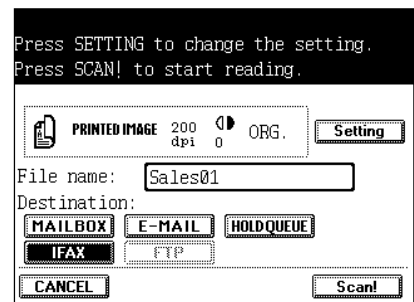 Press SETTING to change the setting.
Press SCAN! to start reading.
PRINTED IMAGE 200 dpi 0 ORG. Setting
File name: Sales01
Destination:
MAILBOX E-MAIL HOLD QUEUE
IFAX FTP
CANCEL Scan!